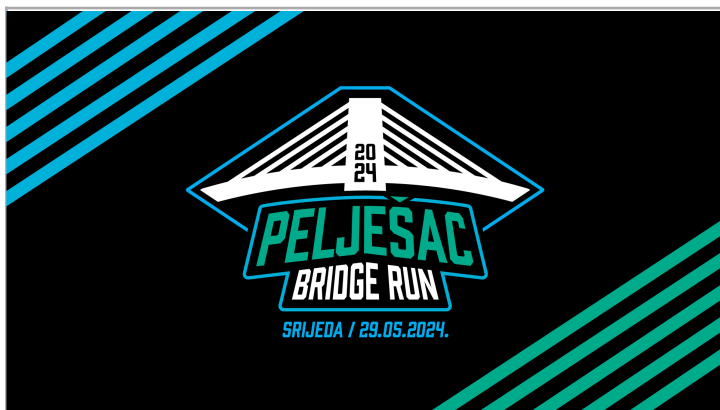 20
24
PELJEŠAC
BRIDGE RUN
SRIJEDA / 29.05.2024.